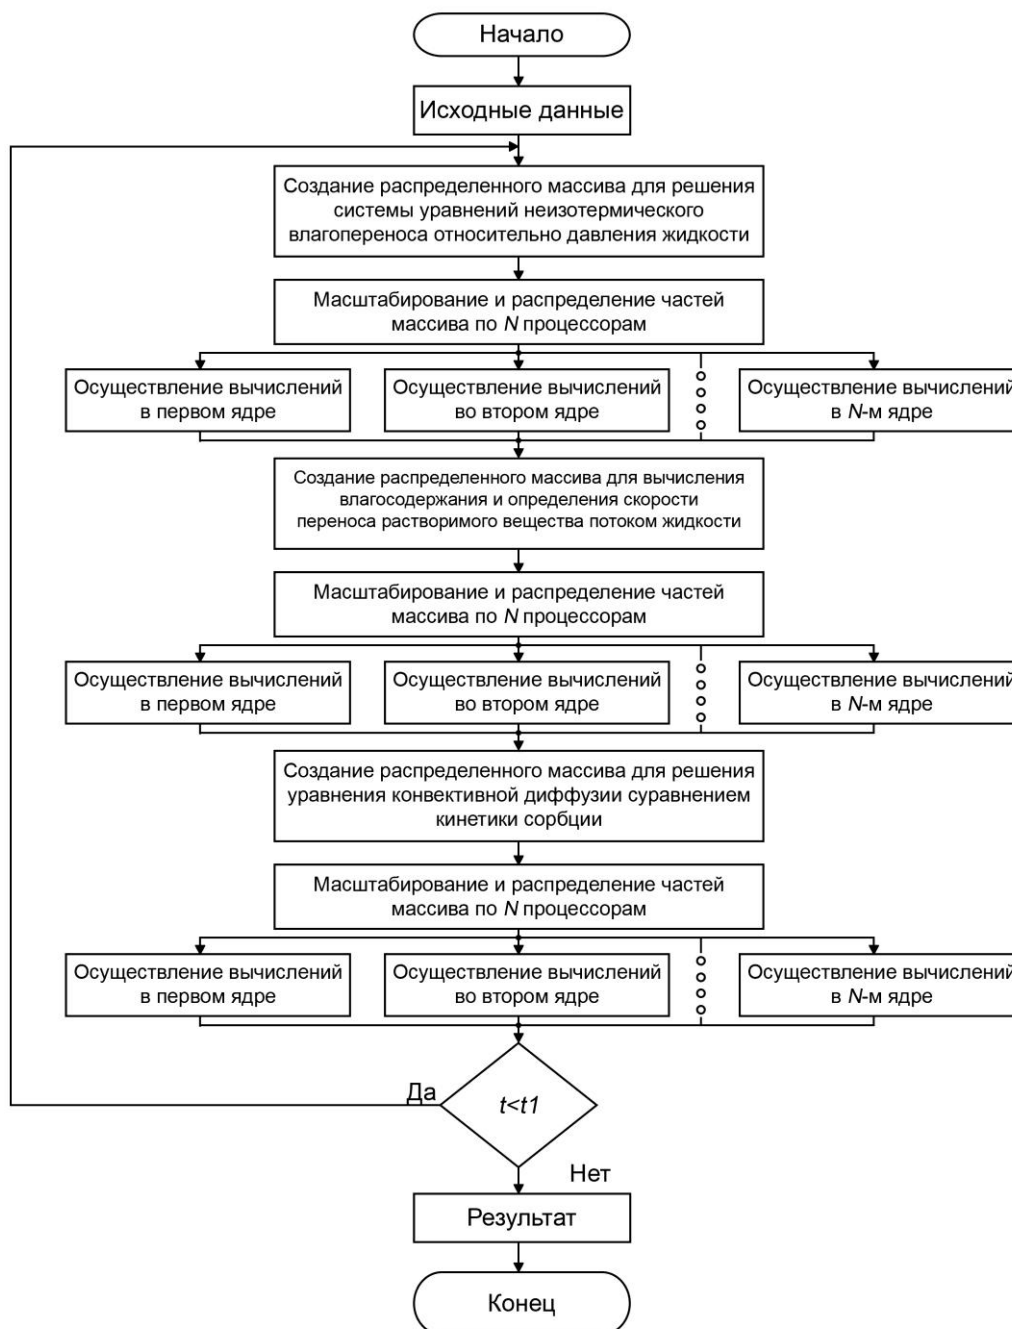 Начало
Исходные данные
Создание распределенного массива для решения
системы уравнений неизотермического
влагопереноса относительно давления жидкости
Масштабирование и распределение частей
массива по N процессорам
Осуществление вычислений
в первом ядре
Осуществление вычислений
во втором ядре
Осуществление вычислений
в N-м ядре
Создание распределенного массива для вычисления
влагосодержания и определения скорости
переноса растворимого вещества потоком жидкости
Масштабирование и распределение частей
массива по N процессорам
Осуществление вычислений
в первом ядре
Осуществление вычислений
во втором ядре
Осуществление вычислений
в N-м ядре
Создание распределенного массива для решения
уравнения конвективной диффузии суравнением
кинетики сорбции
Масштабирование и распределение частей
массива по N процессорам
Осуществление вычислений
в первом ядре
Осуществление вычислений
во втором ядре
Осуществление вычислений
в N-м ядре
Да
t<t1
Нет
Результат
Конец